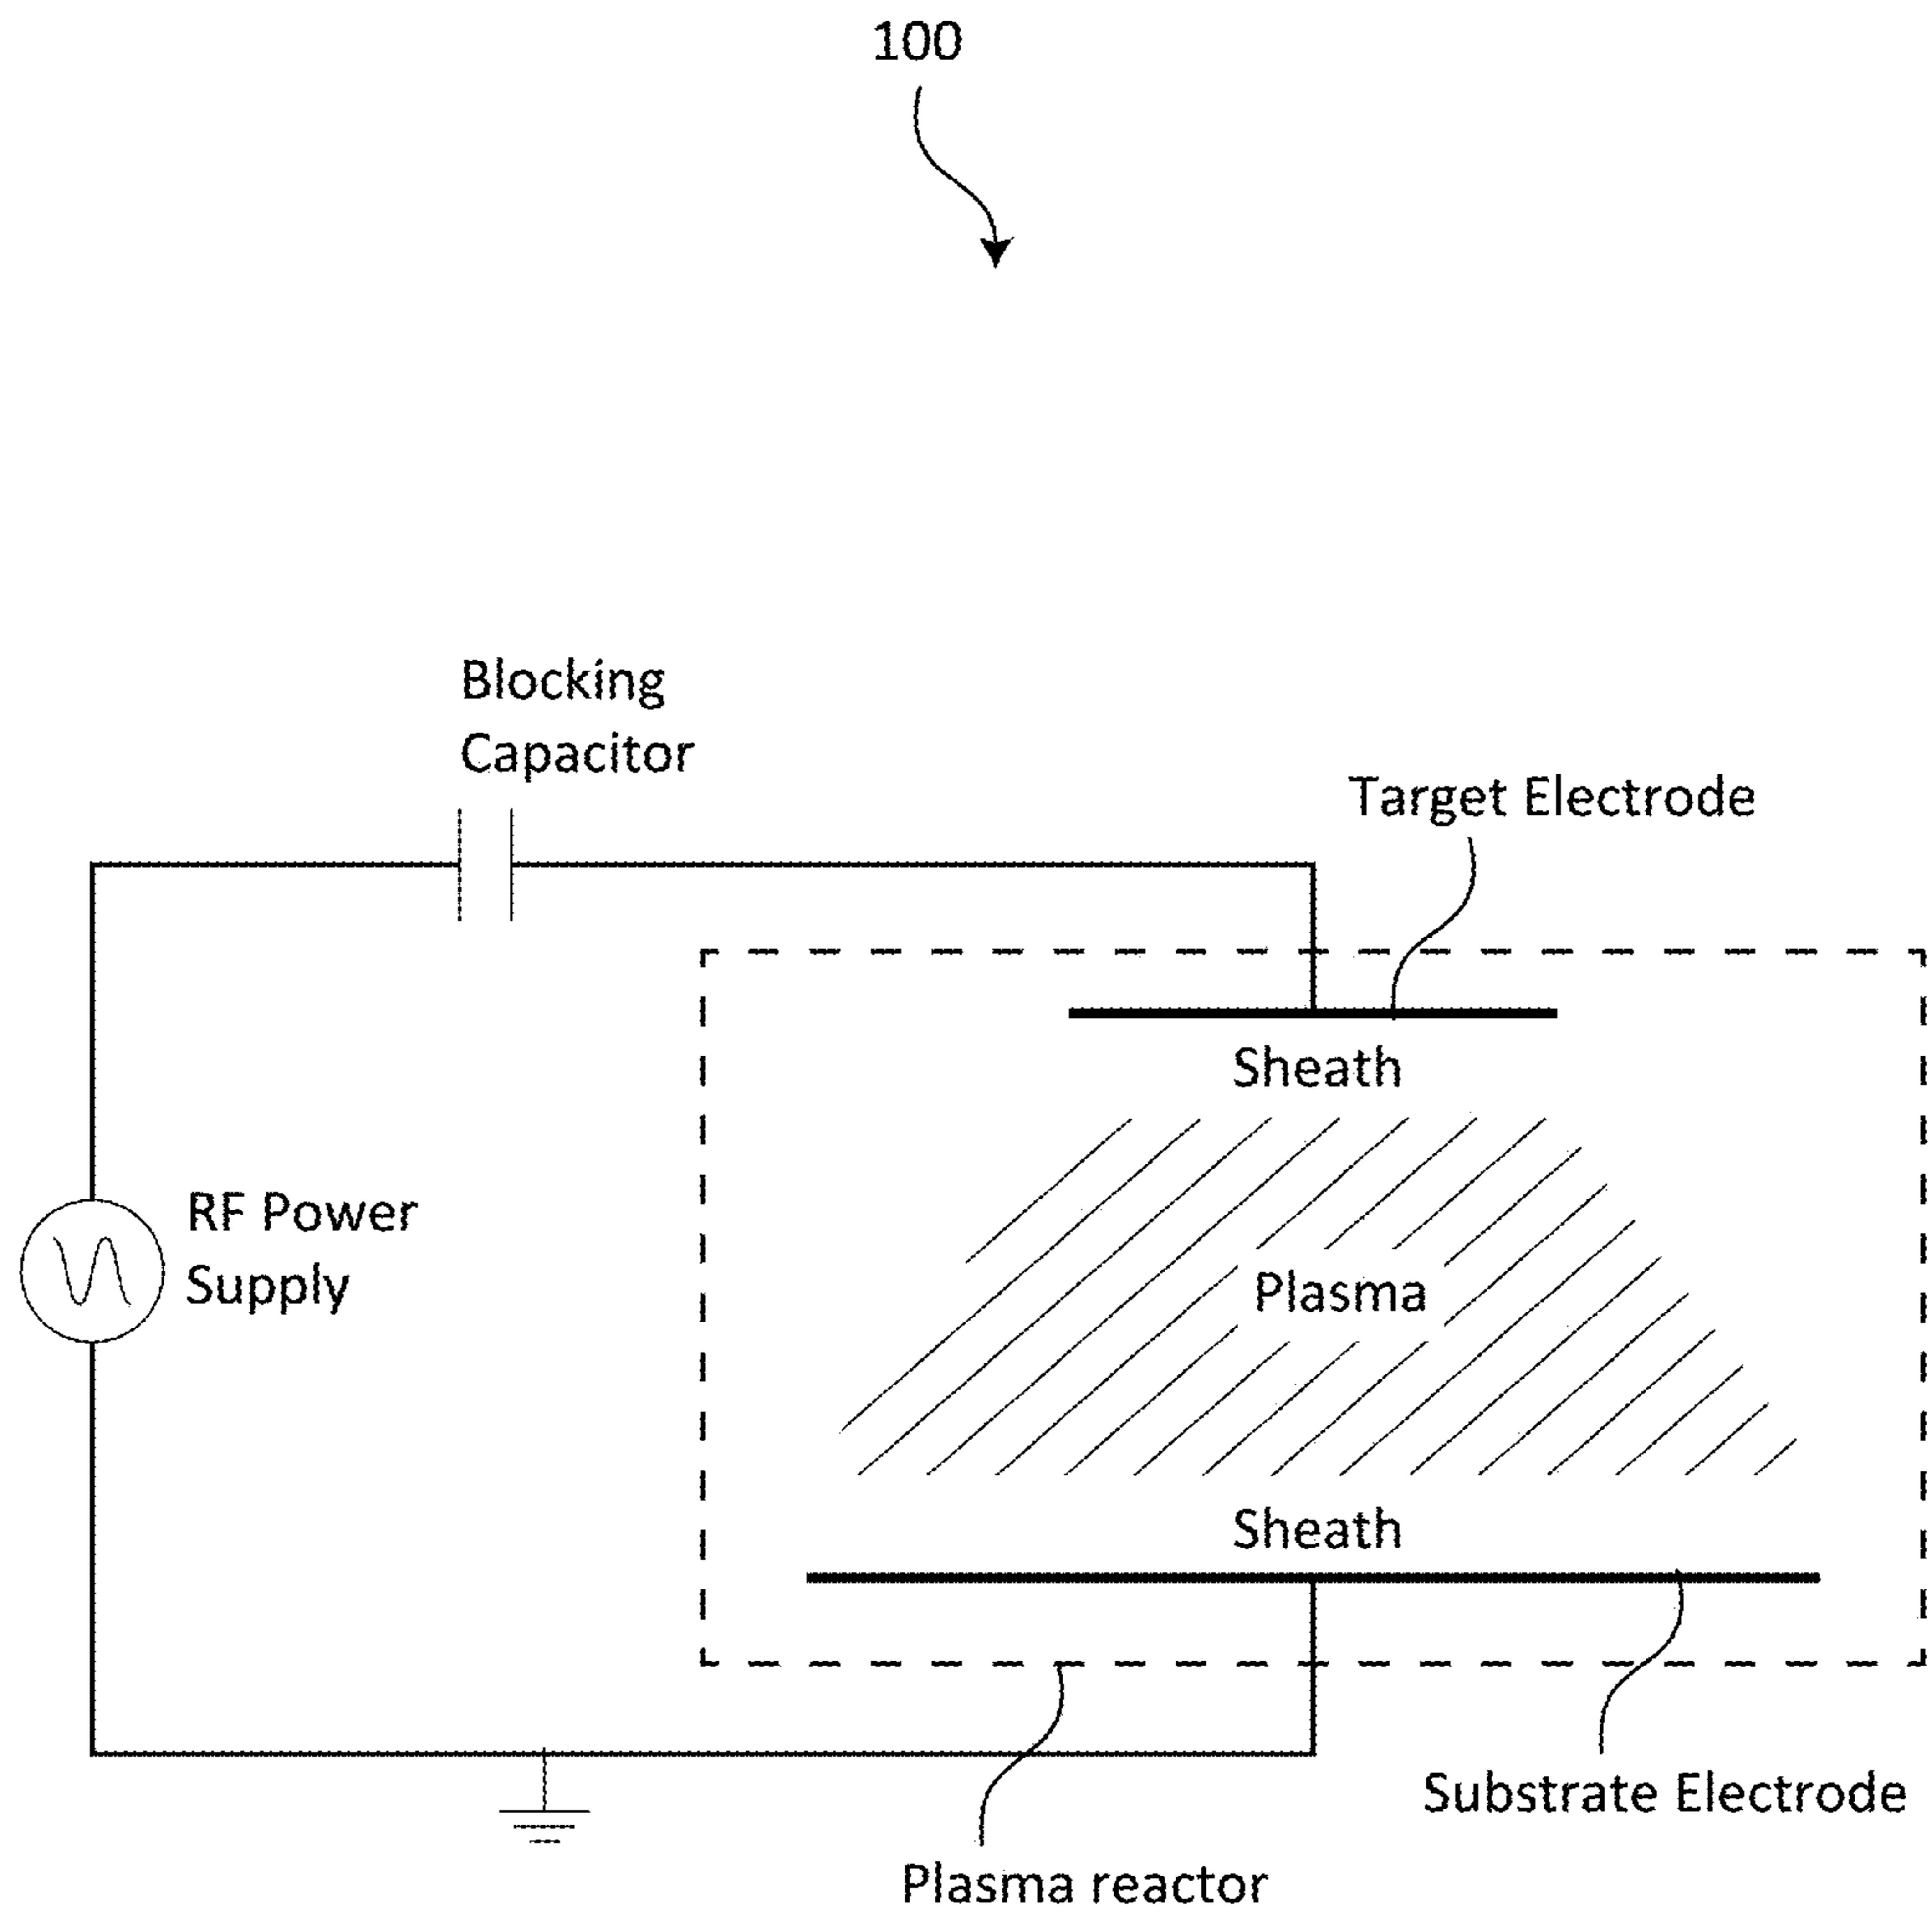 100
Blocking
Capacitor
Target Electrode
Sheath
RF Power
Supply
Plasma
Sheath
Substrate Electrode
Plasma reactor